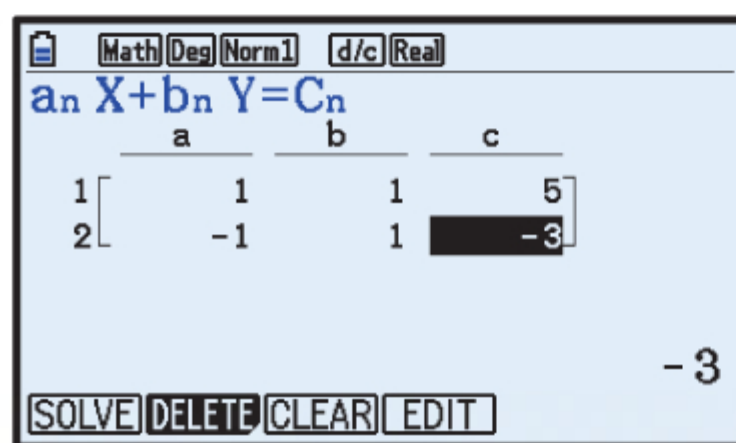 Math Deg Norm1 d/c Real
an X+bn Y=Cn
a b c
1 1 1 5
2 -1 1 -3
-3
SOLVE DELETE CLEAR EDIT